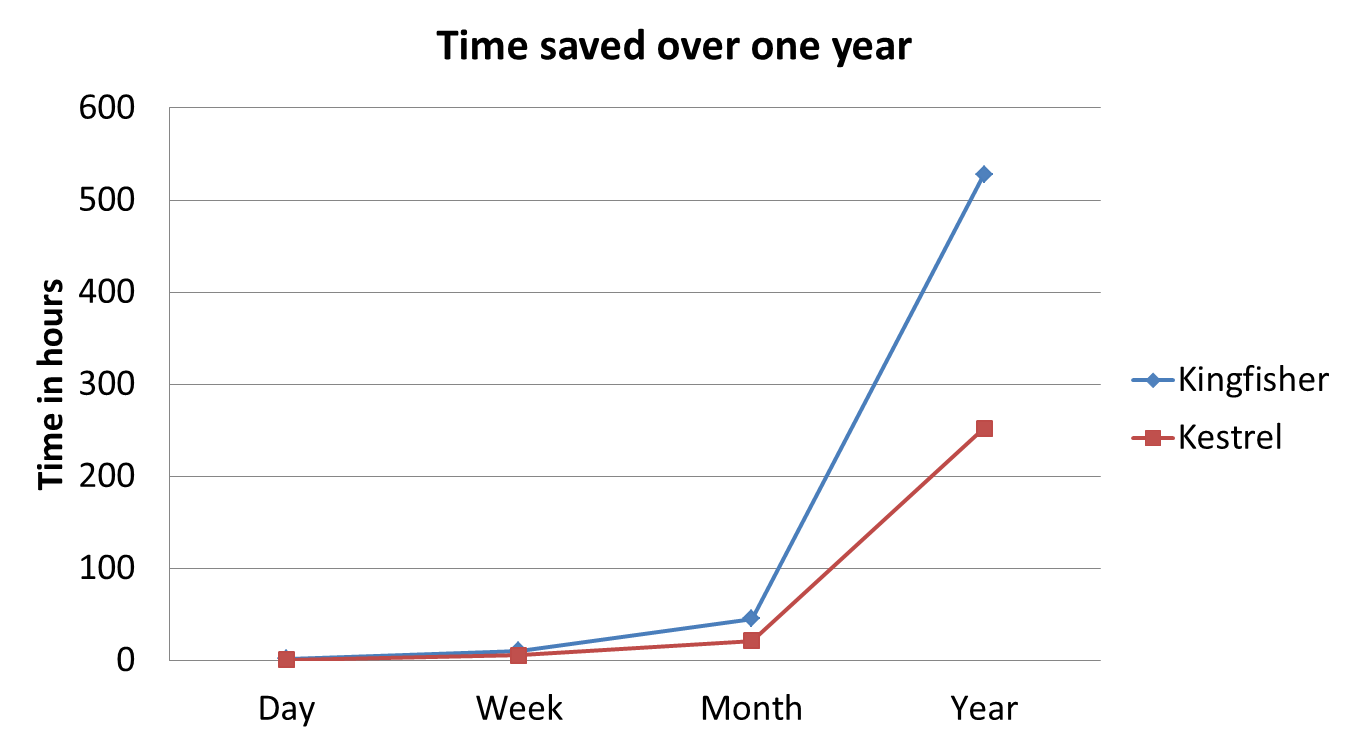 Time saved over one year
600
500
400
300
200
100
0
Time in hours
Day Week Month Year
Kingfisher
Kestrel